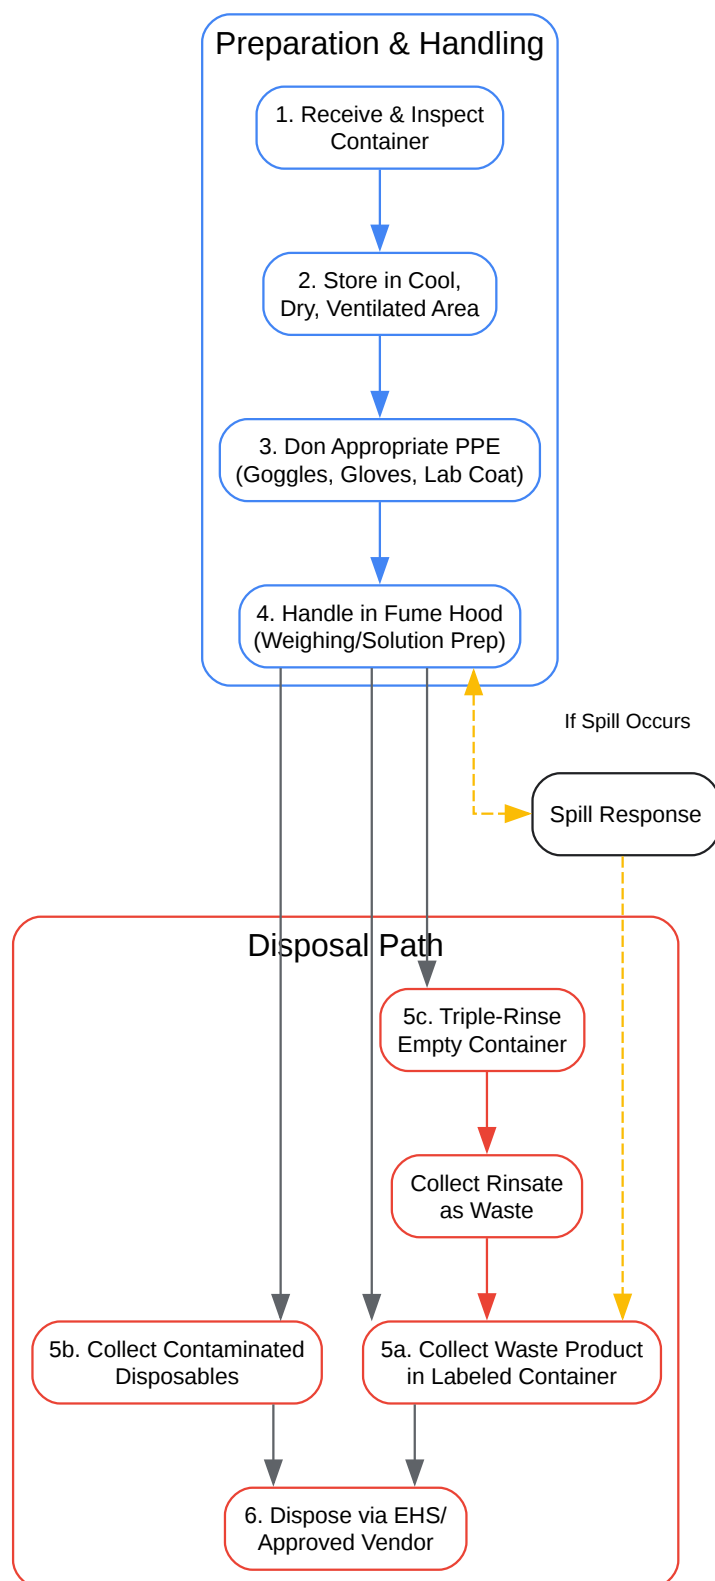 Preparation & Handling
1. Receive & Inspect
Container
2. Store in Cool,
Dry, Ventilated Area
3. Don Appropriate PPE
(Goggles, Gloves, Lab Coat)
4. Handle in Fume Hood
(Weighing/Solution Prep)
If Spill Occurs
Spill Response
Disposal Path
5c. Triple-Rinse
Empty Container
Collect Rinsate
as Waste
5b. Collect Contaminated
Disposables
5a. Collect Waste Product
in Labeled Container
6. Dispose via EHS/
Approved Vendor